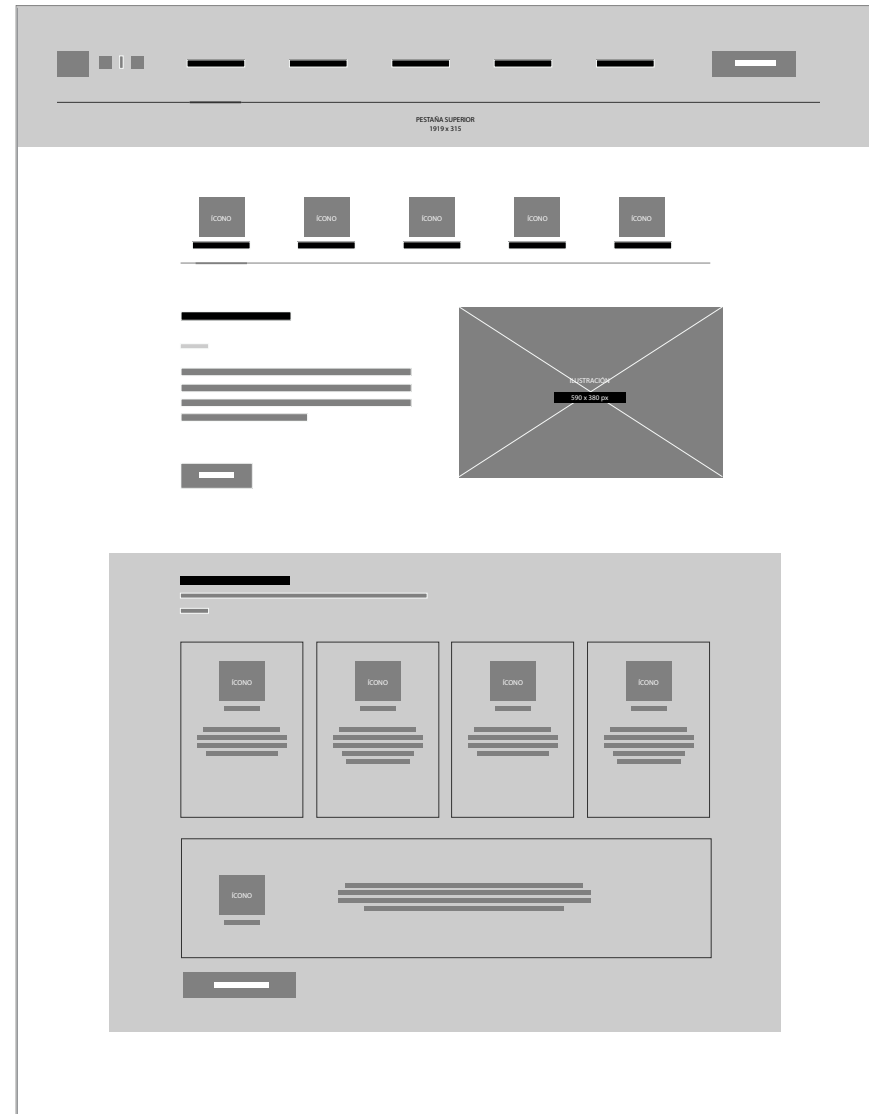 PESTAÑA SUPERIOR
1919 x 315
ÍCONO
ÍCONO
ÍCONO
ÍCONO
ÍCONO
ILUSTRACIÓN
590 x 380 px
ÍCONO
ÍCONO
ÍCONO
ÍCONO
ÍCONO